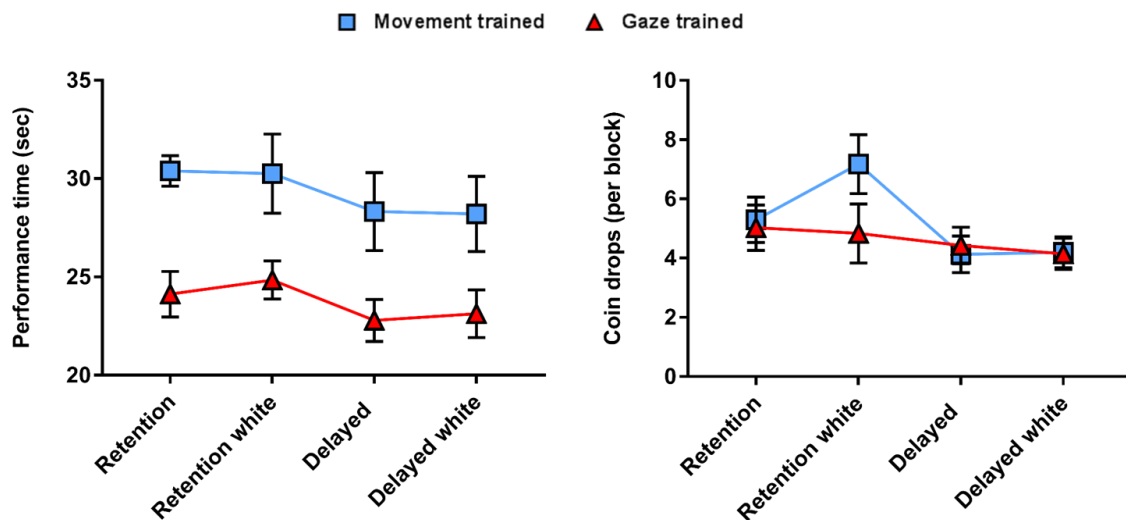 Movement trained
Gaze trained
Performance time (sec)
35
30
25
20
Retention
Retention white
Delayed
Delayed white
Coin drops (per block)
10
8
6
4
2
0
Retention
Retention white
Delayed
Delayed white